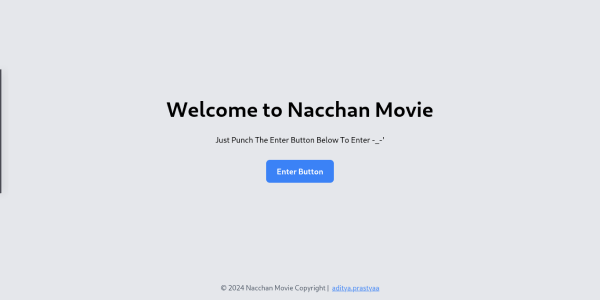 Welcome to Nacchan Movie
Just Punch The Enter Button Below To Enter -_-'
Enter Button
© 2024 Nacchan Movie Copyright | aditya.prastyaa